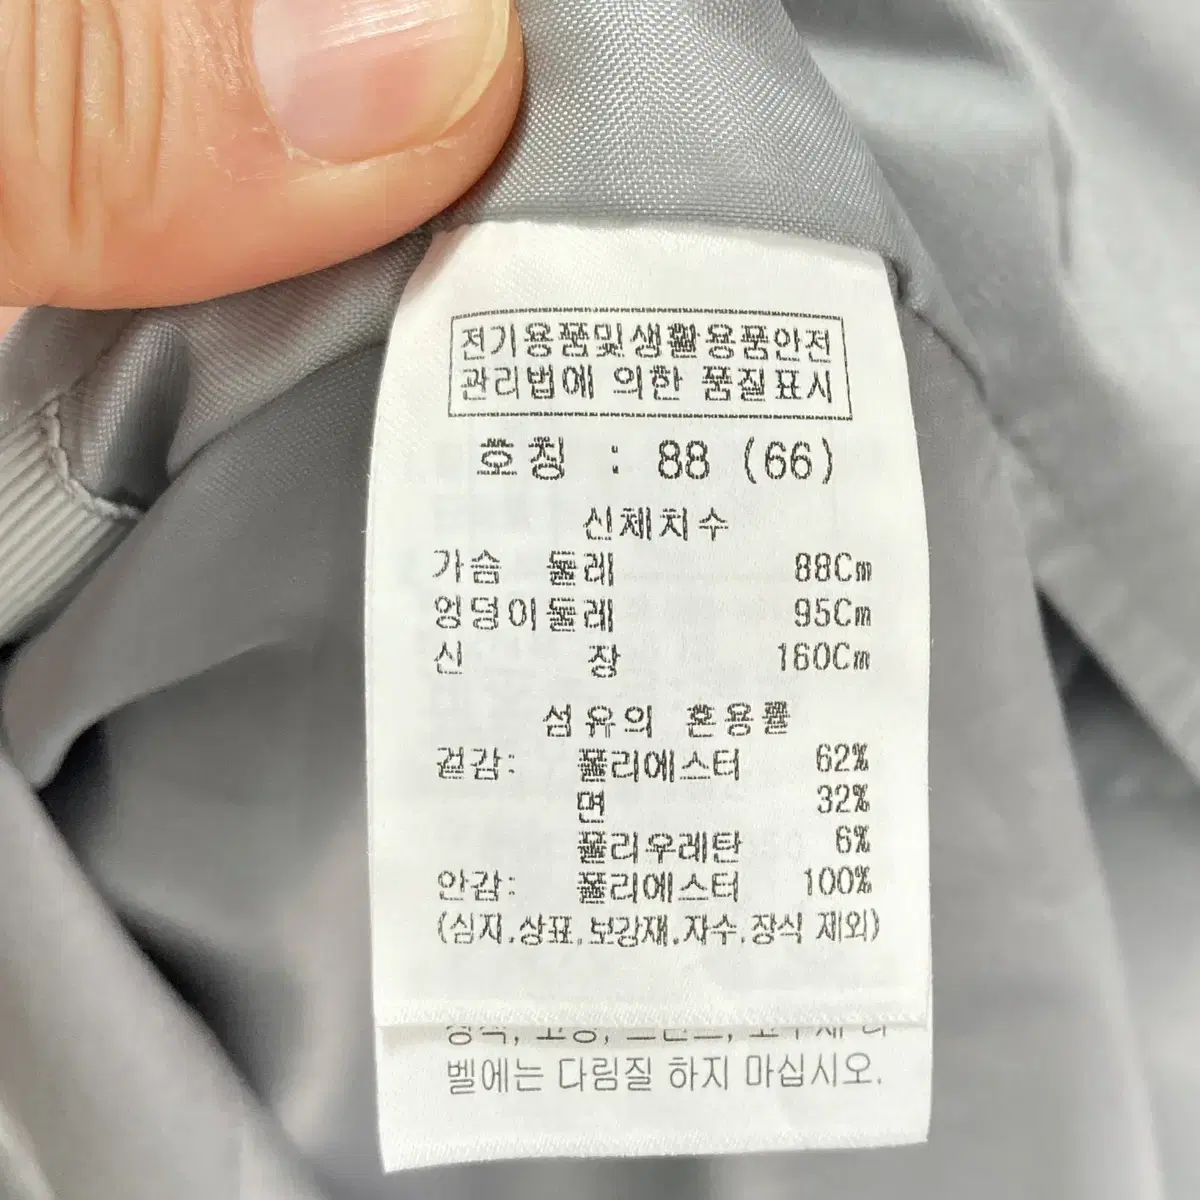 전기용품및생활용품안전
관리법에 의한 품질표시
호칭 : 88 (66)
신체치수
가슴 둘레 88Cm
엉덩이둘레 95Cm
신 장 160Cm
섬유의 혼용률
겉감: 폴리에스터 62%
면 32%
폴리우레탄 6%
안감: 폴리에스터 100%
(심지.상표.보강재.자수.장식 제외)
벨에는 다림질 하지 마십시오.